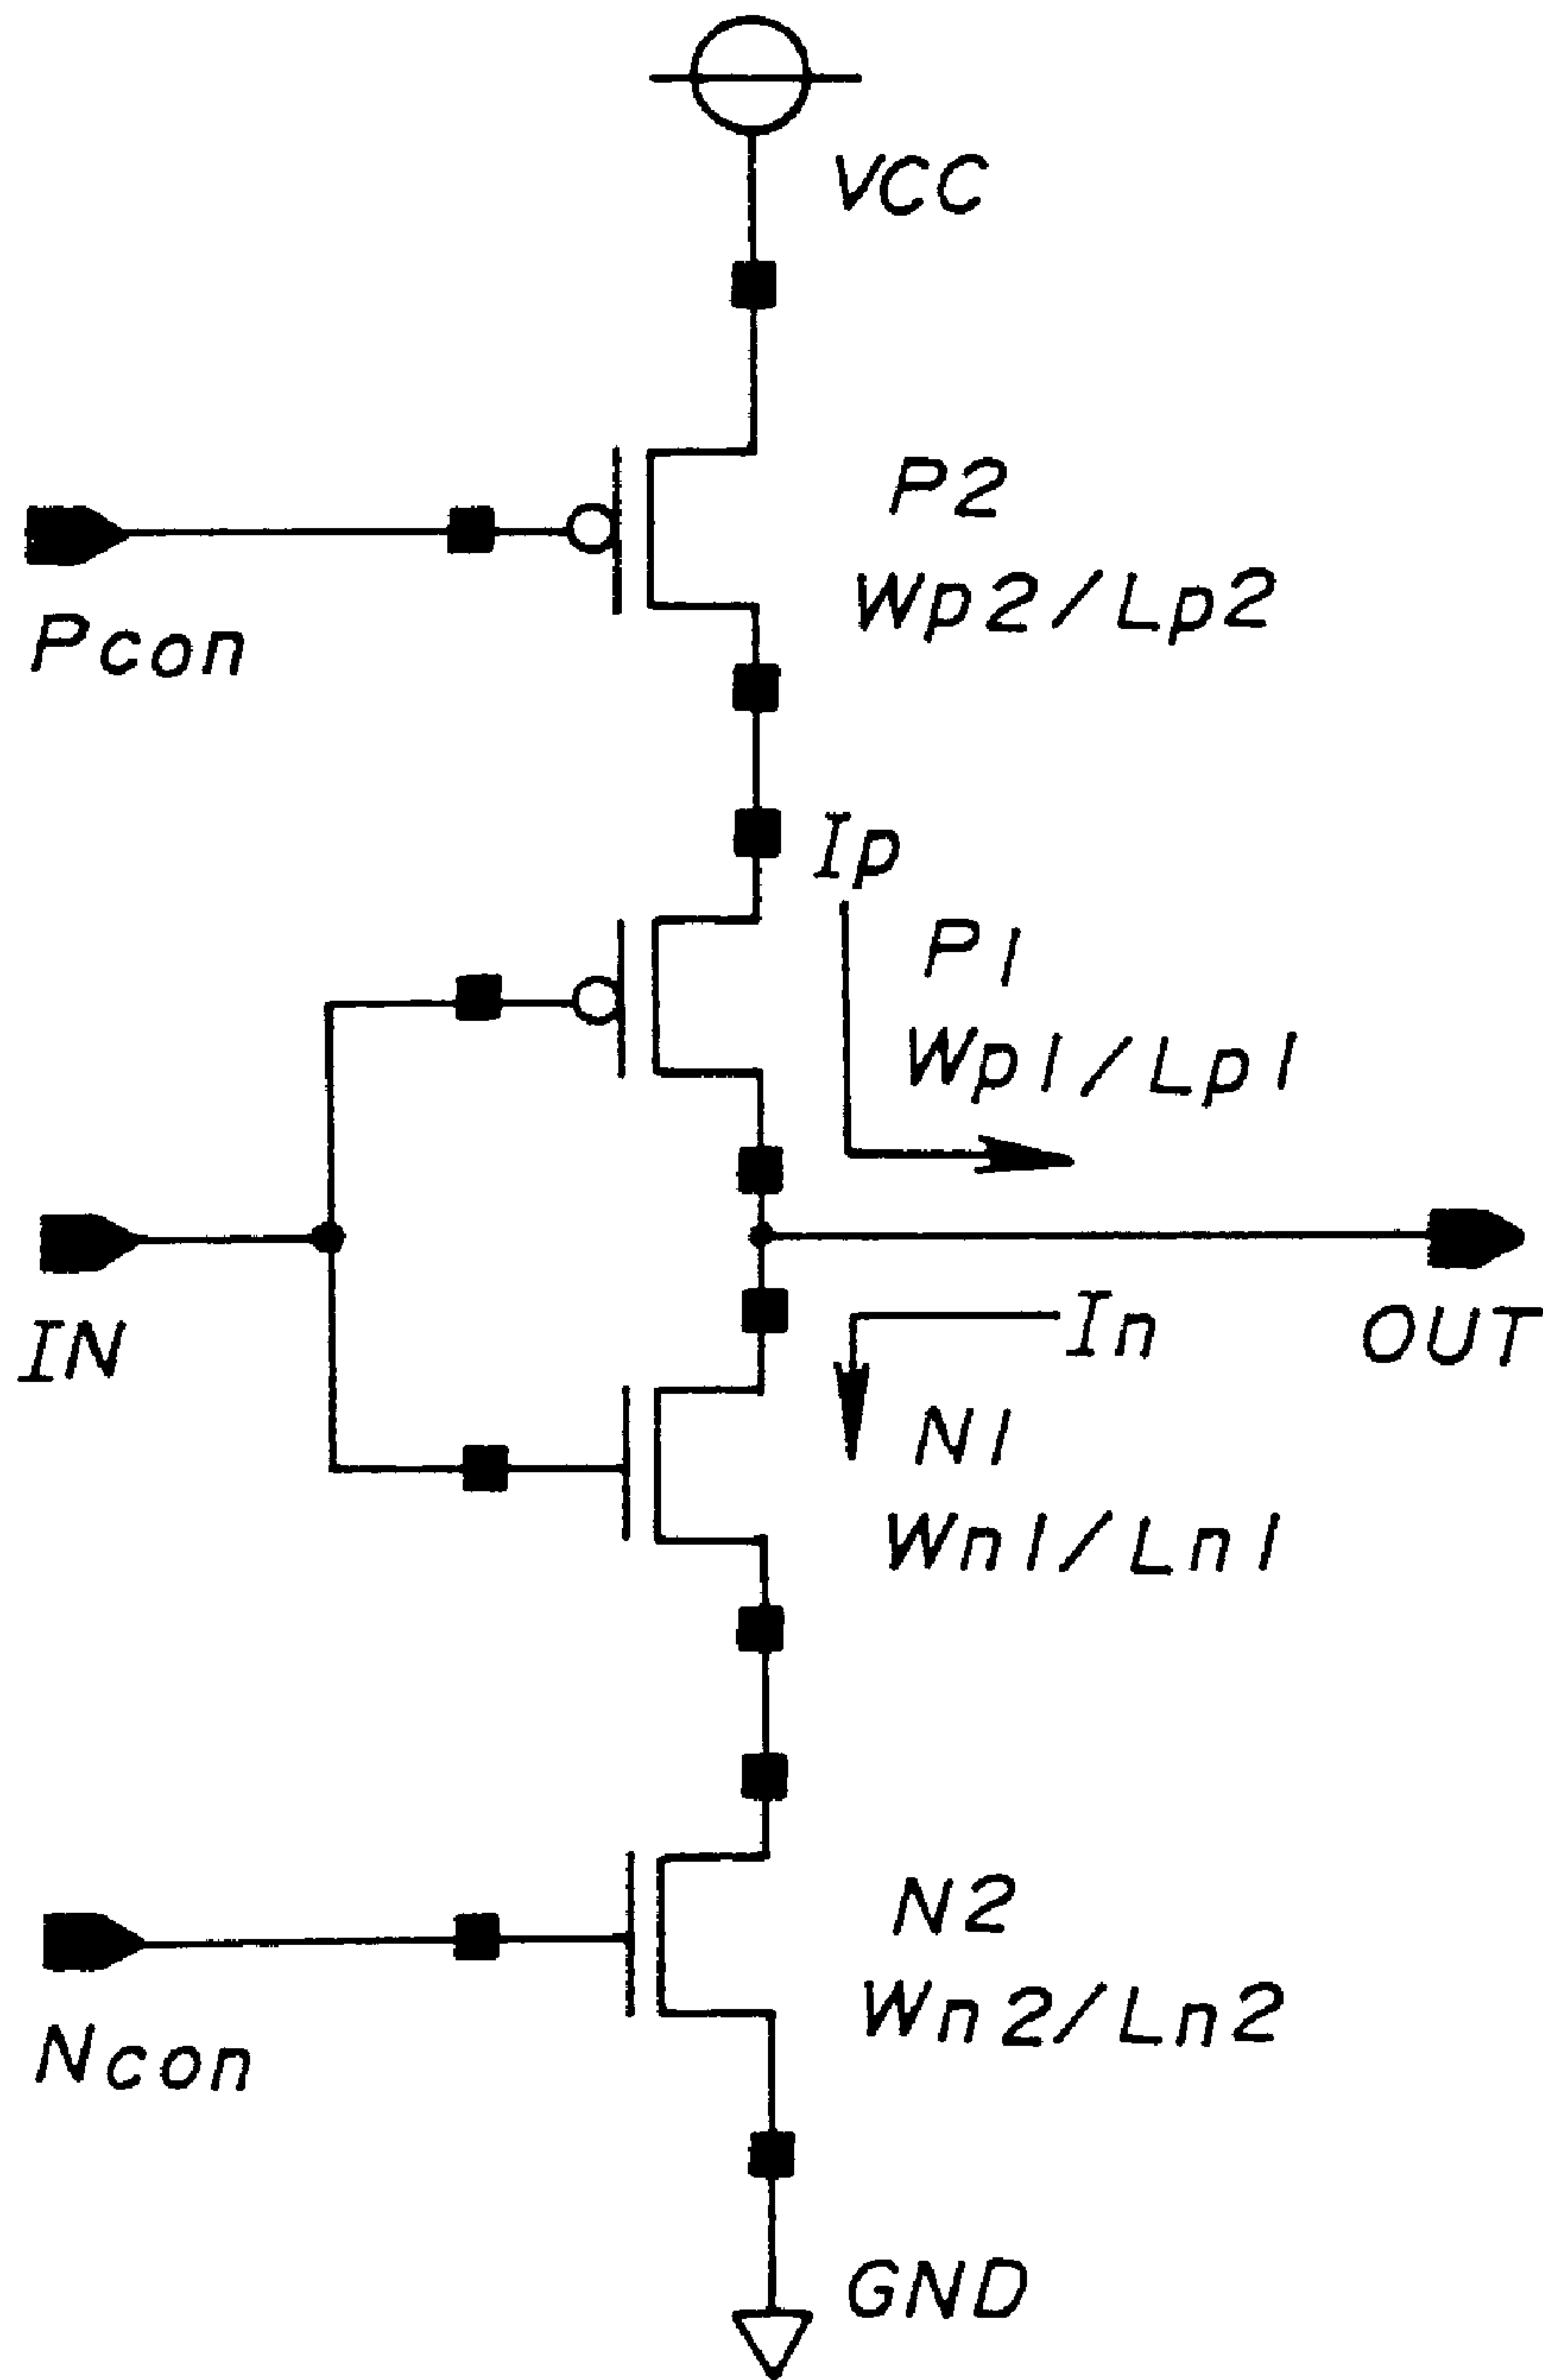 VCC
P2
Wp2/Lp2
Pcon
Ip
P1
Wp1/Lp1
IN
In
OUT
N1
Wn1/Ln1
N2
Wn2/Ln2
Ncon
GND